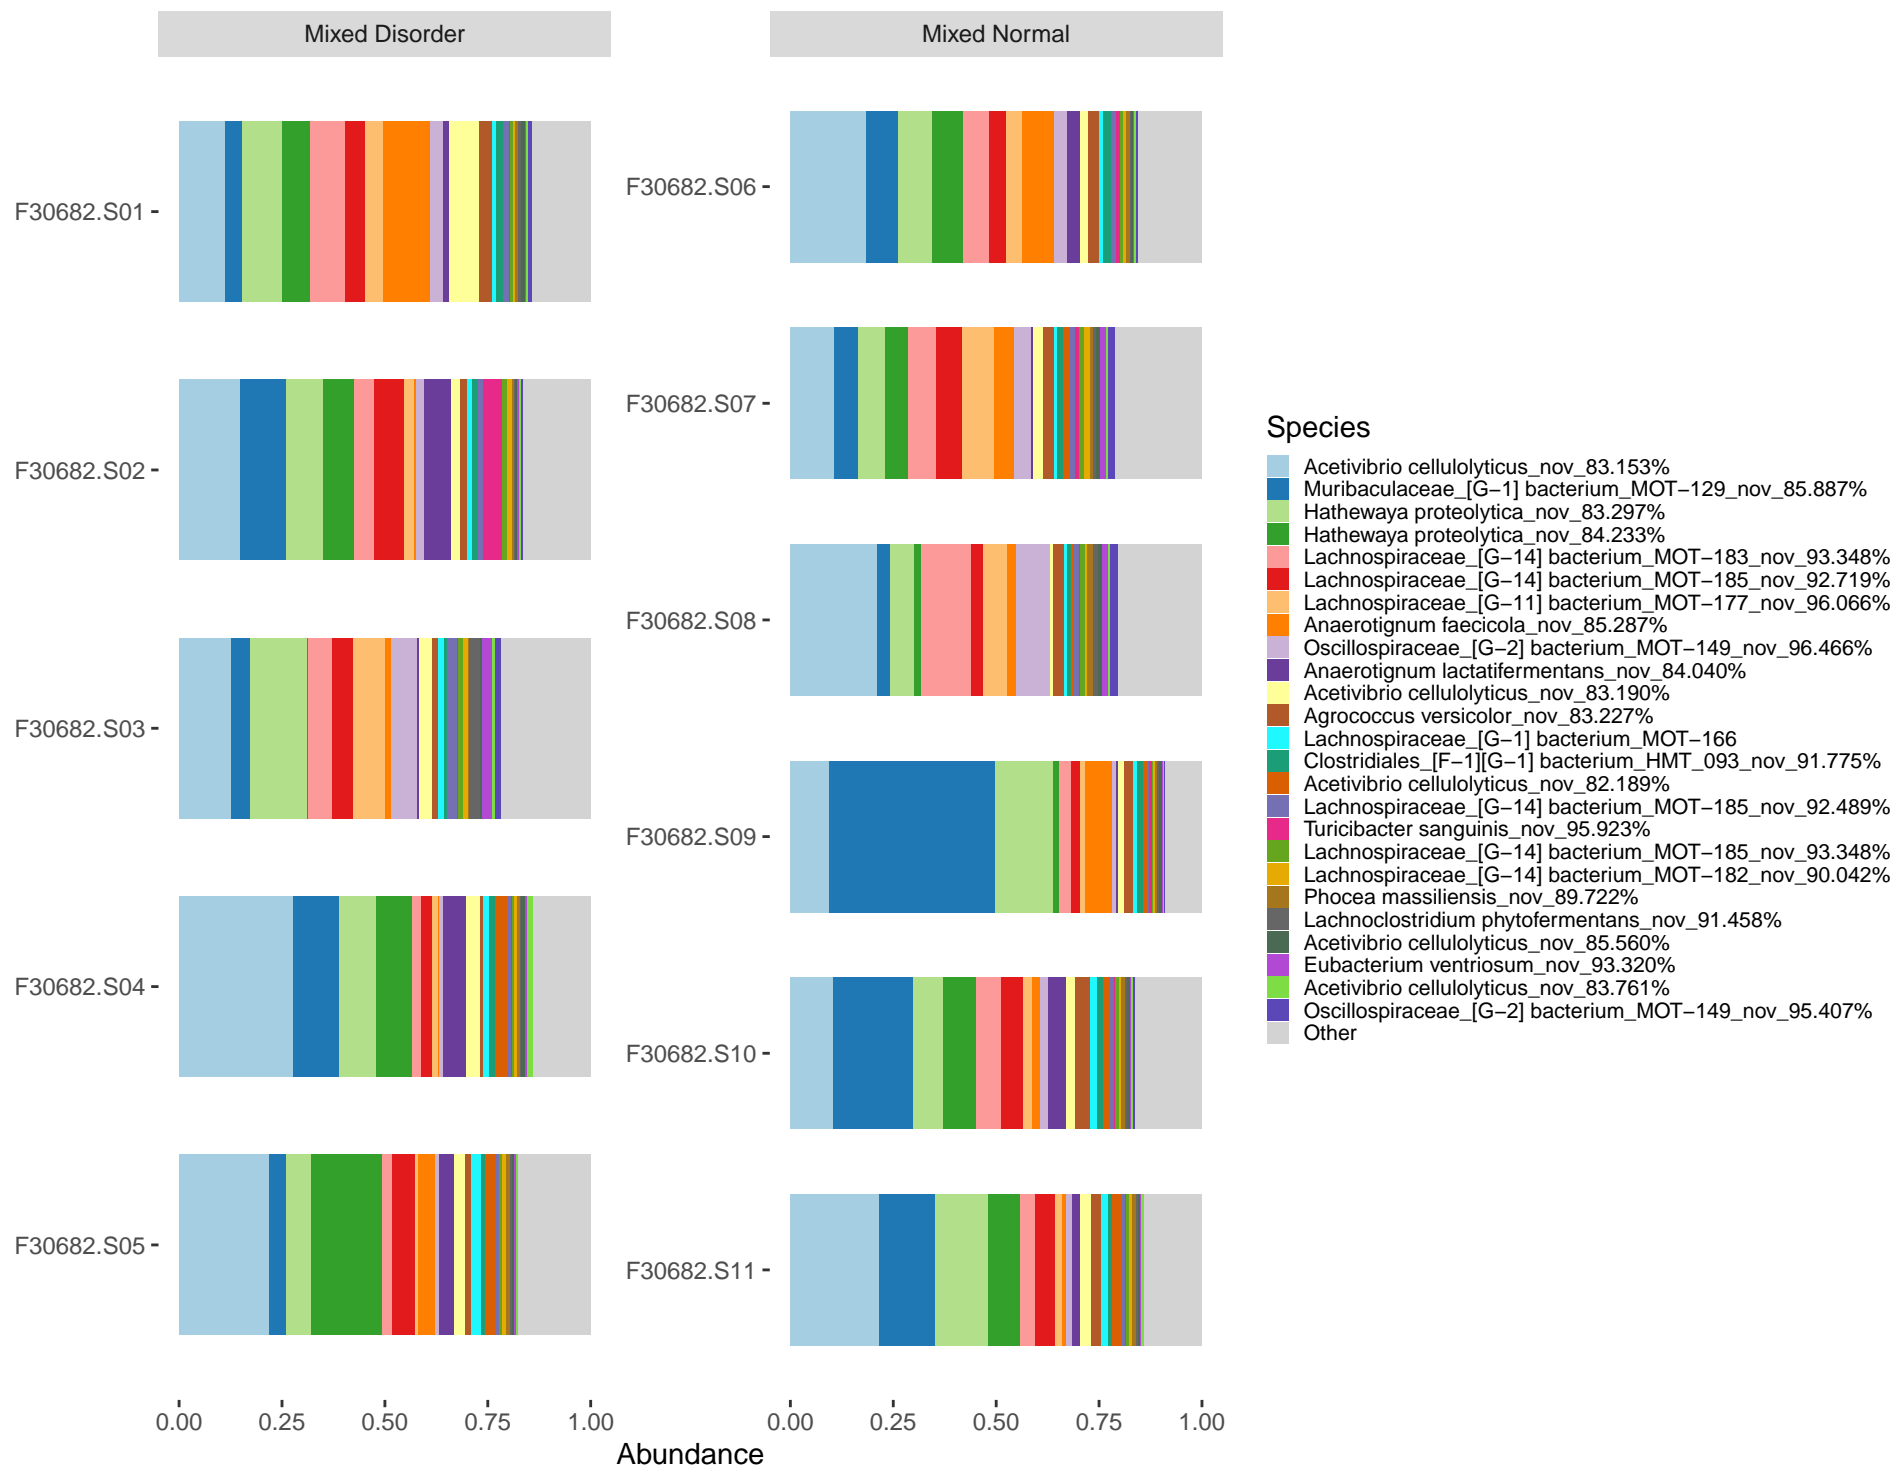 Mixed Disorder
Mixed Normal
F30682.S01
F30682.S02
F30682.S03
F30682.S04
F30682.S05
F30682.S06
F30682.S07
F30682.S08
F30682.S09
F30682.S10
F30682.S11
0.00 0.25 0.50 0.75 1.00
0.00 0.25 0.50 0.75 1.00
Abundance
Species
Acetivibrio cellulolyticus_nov_83.153%
Muribaculaceae_[G−1] bacterium_MOT−129_nov_85.887%
Hathewaya proteolytica_nov_83.297%
Hathewaya proteolytica_nov_84.233%
Lachnospiraceae_[G−14] bacterium_MOT−183_nov_93.348%
Lachnospiraceae_[G−14] bacterium_MOT−185_nov_92.719%
Lachnospiraceae_[G−11] bacterium_MOT−177_nov_96.066%
Anaerotignum faecicola_nov_85.287%
Oscillospiraceae_[G−2] bacterium_MOT−149_nov_96.466%
Anaerotignum lactatifermentans_nov_84.040%
Acetivibrio cellulolyticus_nov_83.190%
Agrococcus versicolor_nov_83.227%
Lachnospiraceae_[G−1] bacterium_MOT−166
Clostridiales_[F−1][G−1] bacterium_HMT_093_nov_91.775%
Acetivibrio cellulolyticus_nov_82.189%
Lachnospiraceae_[G−14] bacterium_MOT−185_nov_92.489%
Turicibacter sanguinis_nov_95.923%
Lachnospiraceae_[G−14] bacterium_MOT−185_nov_93.348%
Lachnospiraceae_[G−14] bacterium_MOT−182_nov_90.042%
Phocea massiliensis_nov_89.722%
Lachnoclostridium phytofermentans_nov_91.458%
Acetivibrio cellulolyticus_nov_85.560%
Eubacterium ventriosum_nov_93.320%
Acetivibrio cellulolyticus_nov_83.761%
Oscillospiraceae_[G−2] bacterium_MOT−149_nov_95.407%
Other